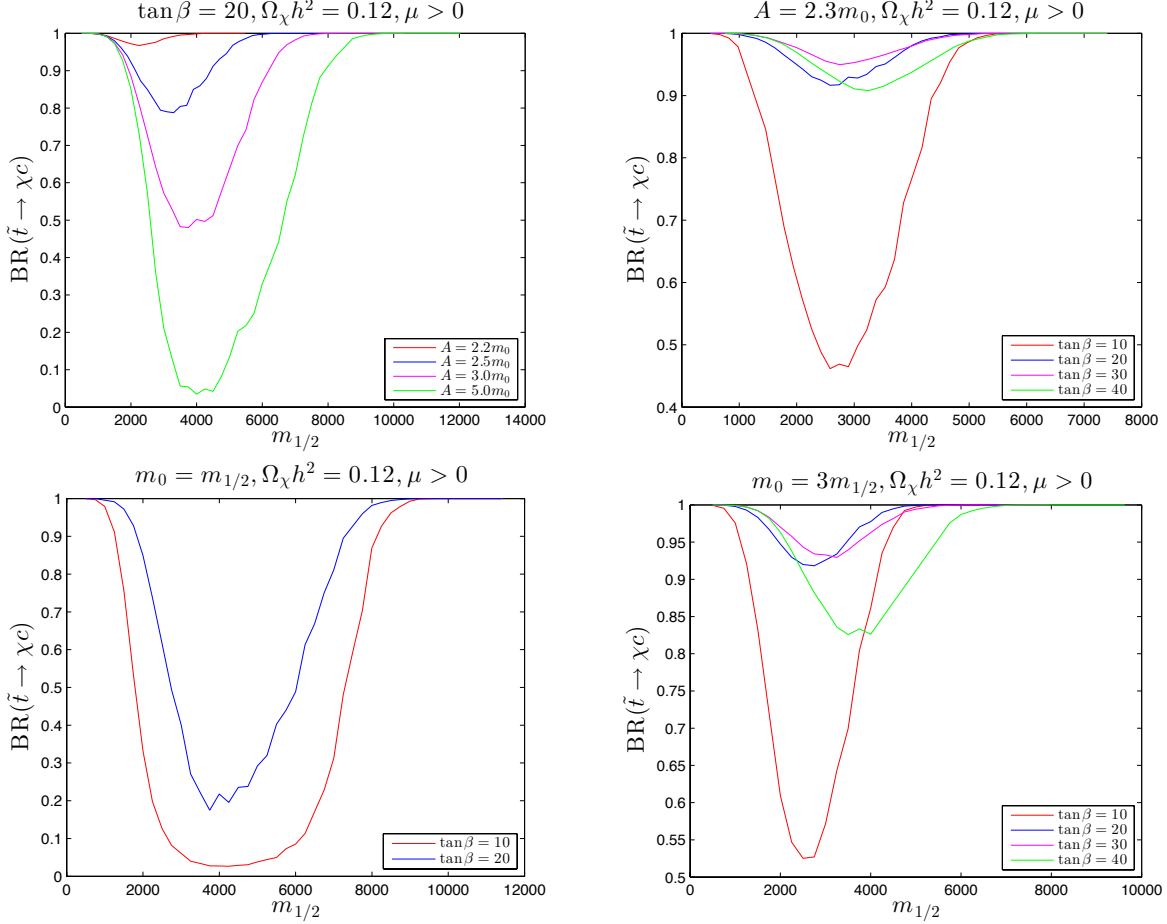 tan β = 20, Ωχh² = 0.12, μ > 0
1
0.9
0.8
0.7
0.6
0.5
0.4
0.3
0.2
0.1
0
BR(t̃ → χc)
A = 2.2m₀
A = 2.5m₀
A = 3.0m₀
A = 5.0m₀
0 2000 4000 6000 8000 10000 12000 14000
m₁/₂
A = 2.3m₀, Ωχh² = 0.12, μ > 0
1
0.9
0.8
0.7
0.6
0.5
0.4
BR(t̃ → χc)
tan β = 10
tan β = 20
tan β = 30
tan β = 40
0 1000 2000 3000 4000 5000 6000 7000 8000
m₁/₂
m₀ = m₁/₂, Ωχh² = 0.12, μ > 0
1
0.9
0.8
0.7
0.6
0.5
0.4
0.3
0.2
0.1
0
BR(t̃ → χc)
tan β = 10
tan β = 20
0 2000 4000 6000 8000 10000 12000
m₁/₂
m₀ = 3m₁/₂, Ωχh² = 0.12, μ > 0
1
0.95
0.9
0.85
0.8
0.75
0.7
0.65
0.6
0.55
0.5
BR(t̃ → χc)
tan β = 10
tan β = 20
tan β = 30
tan β = 40
0 2000 4000 6000 8000 10000
m₁/₂